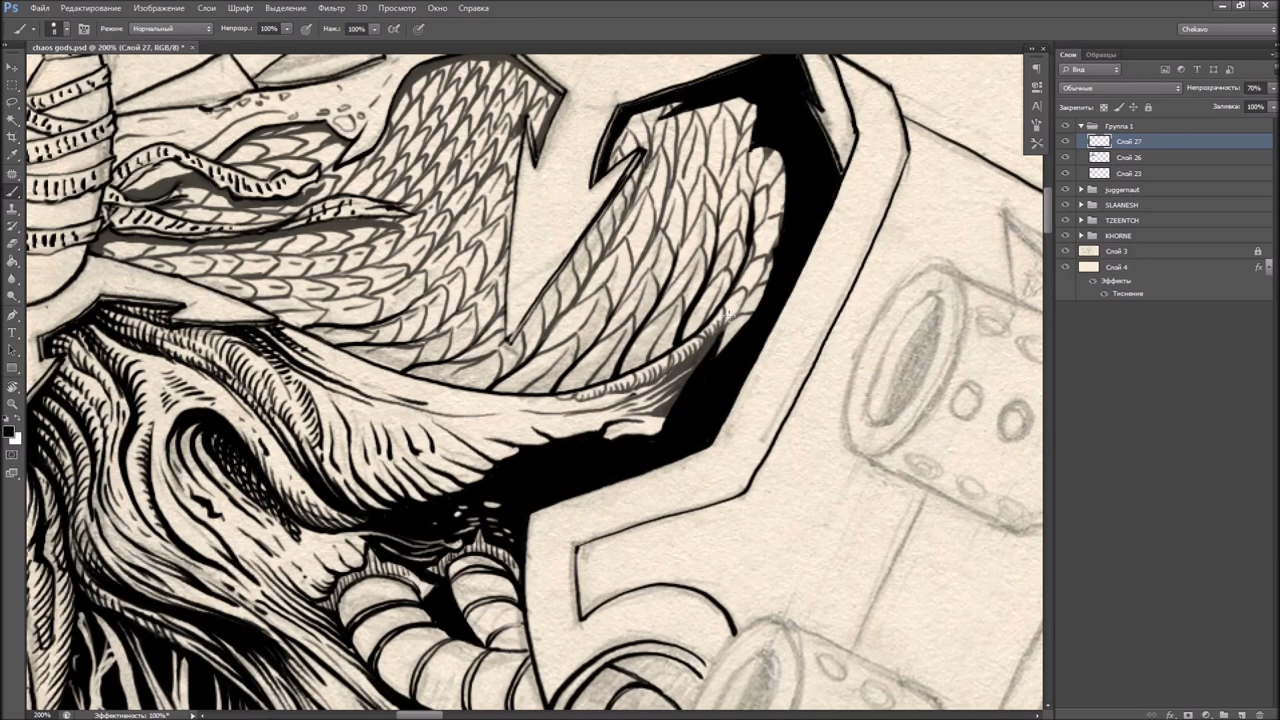 Ps Файл Редактирование Изображение Слои Шрифт Выделение Фильтр 3D Просмотр Окно Справка
Режим: Нормальный Непрозр.: 100% Наж.: 100% Chekavo
chaos gods.psd @ 200% (Слой 27, RGB/8) *
Слои Образцы
Вид
Обычные Непрозрачность: 70%
Закрепить: Заливка: 100%
Группа 1
Слой 27
Слой 26
Слой 23
juggernaut
SLAANESH
TZEENTCH
KHORNE
Слой 3
Слой 4 fx
Эффекты
Тиснение
200% Эффективность: 100%*